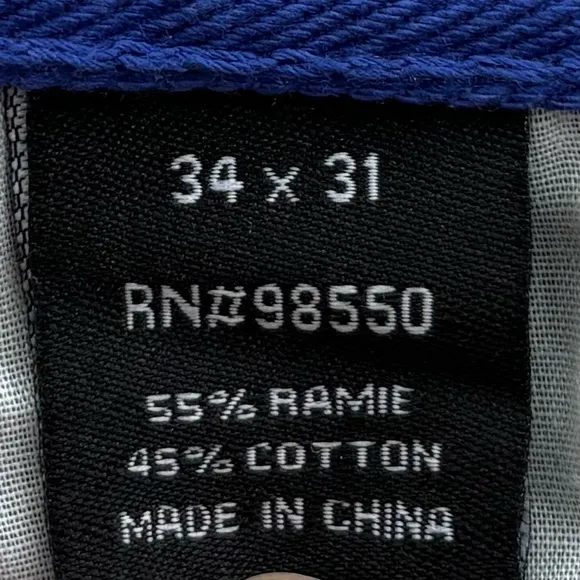 34 x 31
RN#98550
55% RAMIE
45% COTTON
MADE IN CHINA